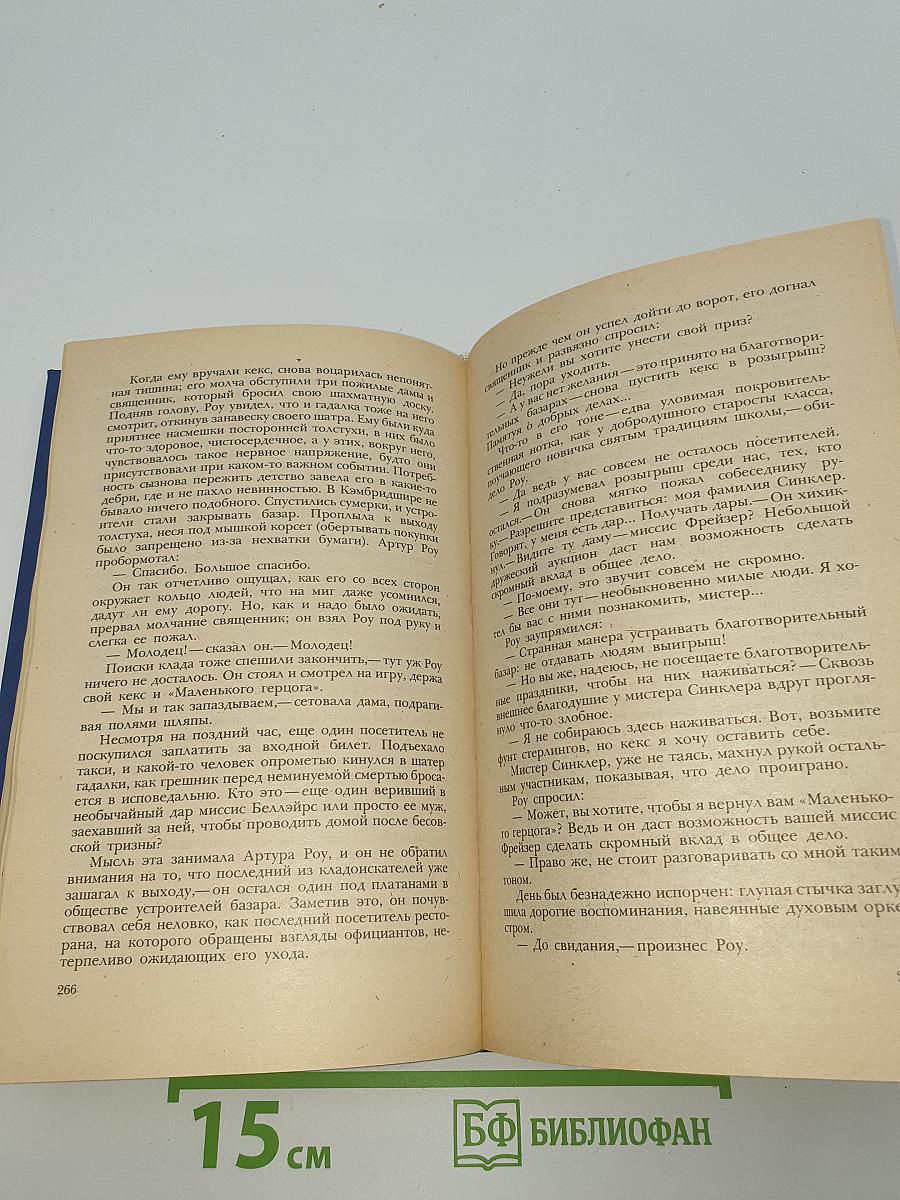 Когда ему вручали кекс, снова воцарилась непонят-
ная тишина; его молча обступили три пожилые дамы и
священник, который бросил свою шахматную доску.
Подняв голову, Роу увидел, что и гадалка тоже на него
смотрит, откинув занавеску своего шатра. Ему были куда
приятнее насмешки посторонней толстухи, в них было
что-то здоровое, чистосердечное, а у этих, вокруг него,
чувствовалось такое нервное напряжение, будто они
присутствовали при каком-то важном событии. Потреб-
ность сызнова пережить детство завела его в какие-то
дебри, где и не пахло невинностью. В Кэмбридшире не
бывало ничего подобного. Спустились сумерки, и устро-
ители стали закрывать базар. Проплыла к выходу
толстуха, неся под мышкой корсет (обертывать покупки
было запрещено из-за нехватки бумаги). Артур Роу
пробормотал:
— Спасибо. Большое спасибо.
Он так отчетливо ощущал, как его со всех сторон
окружает кольцо людей, что на миг даже усомнился,
дадут ли ему дорогу. Но, как и надо было ожидать,
прервал молчание священник; он взял Роу под руку и
слегка ее пожал.
— Молодец!—сказал он.— Молодец!
Поиски клада тоже спешили закончить,— тут уж Роу
ничего не досталось. Он стоял и смотрел на игру, держа
свой кекс и «Маленького герцога».
— Мы и так запаздываем,— сетовала дама, подраги-
вая полями шляпы.
Несмотря на поздний час, еще один посетитель не
поскупился заплатить за входной билет. Подъехало
такси, и какой-то человек опрометью кинулся в шатер
гадалки, как грешник перед неминуемой смертью броса-
ется в исповедальню. Кто это — еще один веривший в
необычайный дар миссис Беллэйрс или просто ее муж,
заехавший за ней, чтобы проводить домой после бесов-
ской тризны?
Мысль эта занимала Артура Роу, и он не обратил
внимания на то, что последний из кладоискателей уже
зашагал к выходу,— он остался один под платанами в
обществе устроителей базара. Заметив это, он почув-
ствовал себя неловко, как последний посетитель ресто-
рана, на которого обращены взгляды официантов, не-
терпеливо ожидающих его ухода.
266
Но прежде чем он успел дойти до ворот, его догнал
священник и развязно спросил:
— Неужели вы хотите унести свой приз?
— Да, пора уходить.
— А у вас нет желания — это принято на благотвори-
тельных базарах — снова пустить кекс в розыгрыш?
Памятуя о добрых делах...
Что-то в его тоне — едва уловимая покровитель-
ственная нотка, как у добродушного старосты класса,
поучающего новичка святым традициям школы,— оби-
дело Роу.
— Да ведь у вас совсем не осталось посетителей.
— Я подразумевал розыгрыш среди нас, тех, кто
остался.— Он снова мягко пожал собеседнику ру-
ку.— Разрешите представиться: моя фамилия Синклер.
Говорят, у меня есть дар... Получать дары.— Он хихик-
нул.— Видите ту даму — миссис Фрейзер? Небольшой
дружеский аукцион даст нам возможность сделать
скромный вклад в общее дело.
— По-моему, это звучит совсем не скромно.
— Все они тут — необыкновенно милые люди. Я хо-
тел бы вас с ними познакомить, мистер...
Роу заупрямился:
— Странная манера устраивать благотворительный
базар: не отдавать людям выигрыш!
— Но вы же, надеюсь, не посещаете благотворитель-
ные праздники, чтобы на них наживаться? — Сквозь
внешнее благодушие у мистера Синклера вдруг прогля-
нуло что-то злобное.
— Я не собираюсь здесь наживаться. Вот, возьмите
фунт стерлингов, но кекс я хочу оставить себе.
Мистер Синклер, уже не таясь, махнул рукой осталь-
ным участникам, показывая, что дело проиграно.
Роу спросил:
— Может, вы хотите, чтобы я вернул вам «Маленько-
го герцога»? Ведь и он даст возможность вашей миссис
Фрейзер сделать скромный вклад в общее дело.
— Право же, не стоит разговаривать со мной таким
тоном.
День был безнадежно испорчен: глупая стычка заглу
шила дорогие воспоминания, навеянные духовым орке
стром.
— До свидания,— произнес Роу.
15 см
БФ БИБЛИОФАН